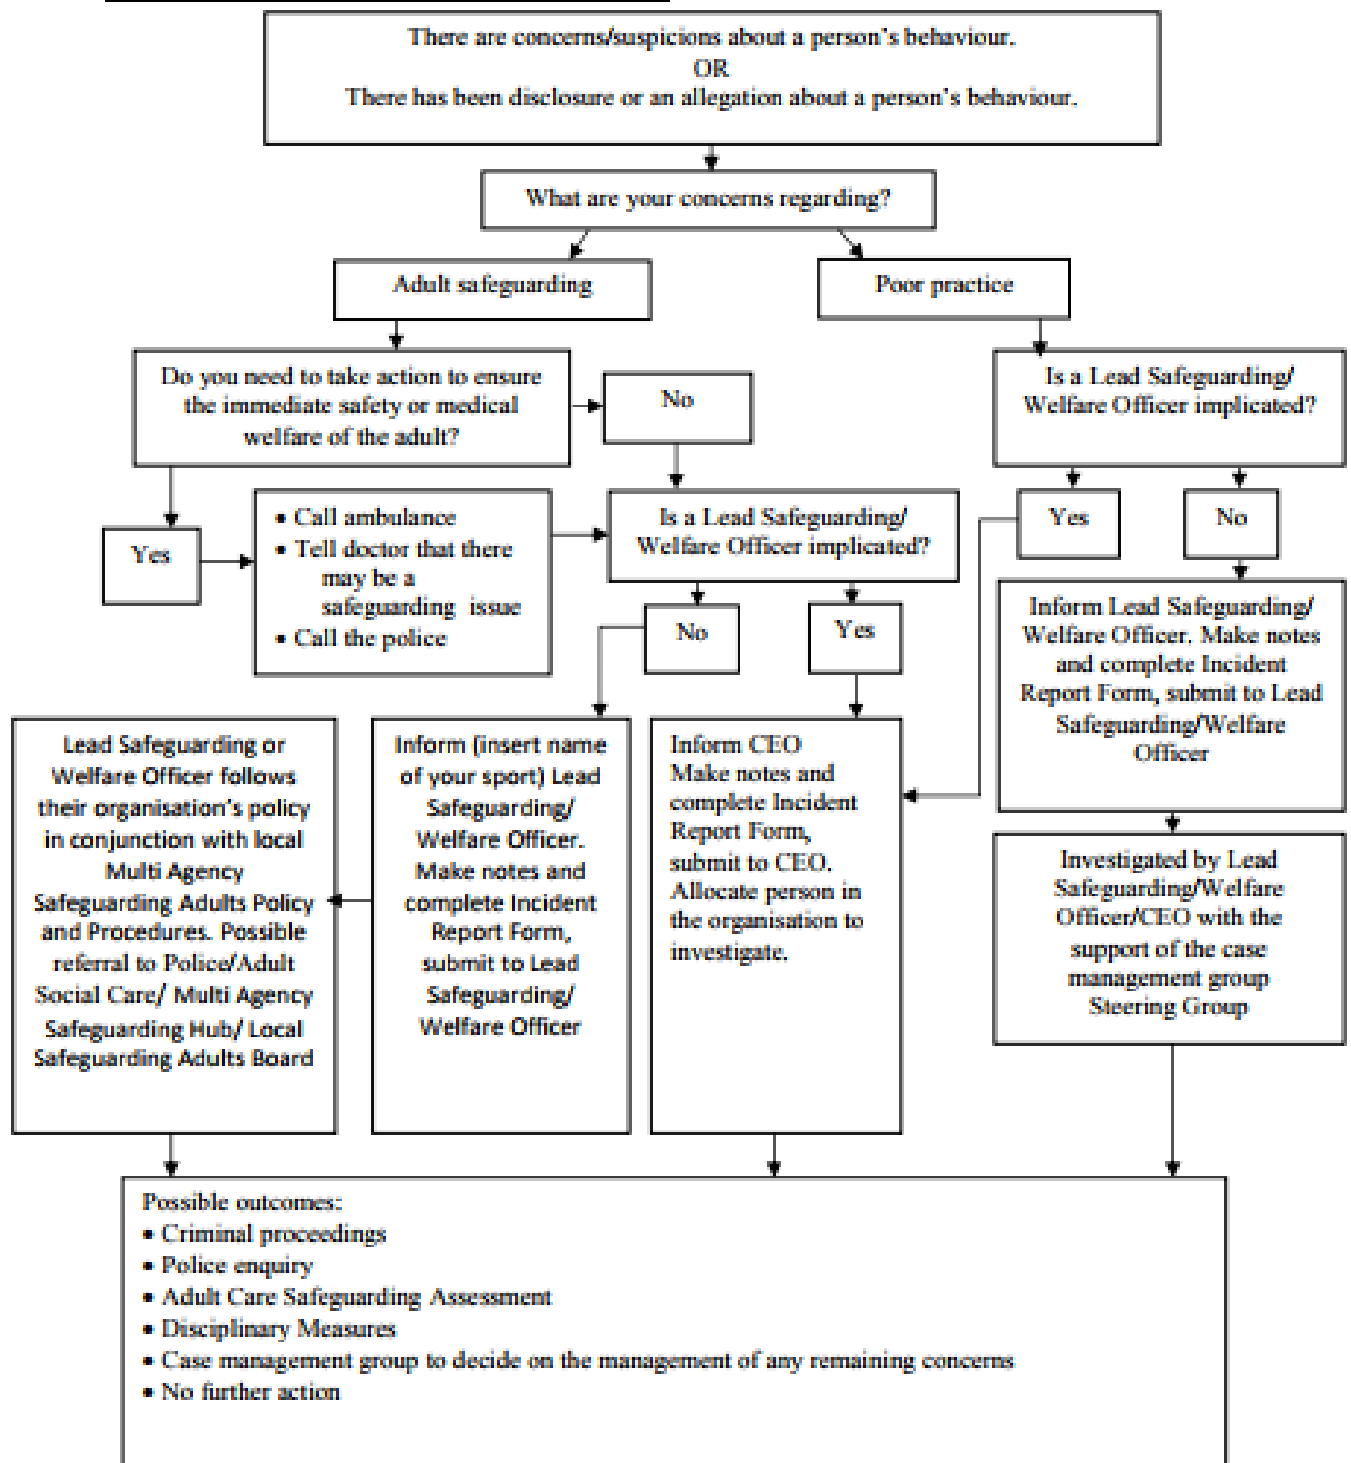 There are concerns/suspicions about a person's behaviour.
OR
There has been disclosure or an allegation about a person's behaviour.
What are your concerns regarding?
Adult safeguarding
Poor practice
Do you need to take action to ensure
the immediate safety or medical
welfare of the adult?
No
Is a Lead Safeguarding/
Welfare Officer implicated?
Yes
• Call ambulance
• Tell doctor that there
may be a
safeguarding issue
• Call the police
Is a Lead Safeguarding/
Welfare Officer implicated?
Yes
No
No
Yes
Inform Lead Safeguarding/
Welfare Officer. Make notes
and complete Incident
Report Form, submit to Lead
Safeguarding/Welfare
Officer
Lead Safeguarding or
Welfare Officer follows
their organisation's policy
in conjunction with local
Multi Agency
Safeguarding Adults Policy
and Procedures. Possible
referral to Police/Adult
Social Care/ Multi Agency
Safeguarding Hub/ Local
Safeguarding Adults Board
Inform (insert name
of your sport) Lead
Safeguarding/
Welfare Officer.
Make notes and
complete Incident
Report Form,
submit to Lead
Safeguarding/
Welfare Officer
Inform CEO
Make notes and
complete Incident
Report Form,
submit to CEO.
Allocate person in
the organisation to
investigate.
Investigated by Lead
Safeguarding/Welfare
Officer/CEO with the
support of the case
management group
Steering Group
Possible outcomes:
• Criminal proceedings
• Police enquiry
• Adult Care Safeguarding Assessment
• Disciplinary Measures
• Case management group to decide on the management of any remaining concerns
• No further action